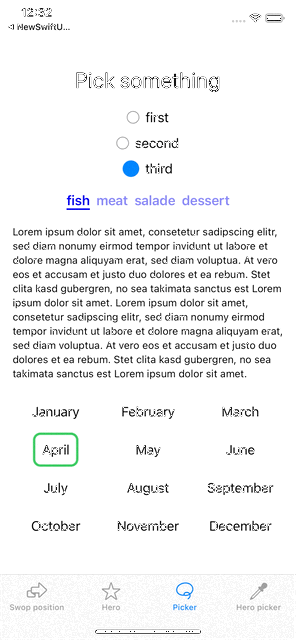 12:32
◂ NewSwiftU...
Pick something
first
second
third
fish meat salade dessert
Lorem ipsum dolor sit amet, consetetur sadipscing elitr,
sed diam nonumy eirmod tempor invidunt ut labore et
dolore magna aliquyam erat, sed diam voluptua. At vero
eos et accusam et justo duo dolores et ea rebum. Stet
clita kasd gubergren, no sea takimata sanctus est Lorem
ipsum dolor sit amet. Lorem ipsum dolor sit amet,
consetetur sadipscing elitr, sed diam nonumy eirmod
tempor invidunt ut labore et dolore magna aliquyam erat,
sed diam voluptua. At vero eos et accusam et justo duo
dolores et ea rebum. Stet clita kasd gubergren, no sea
takimata sanctus est Lorem ipsum dolor sit amet.
January February March
April May June
July August September
October November December
Swap position Hero Picker Hero picker